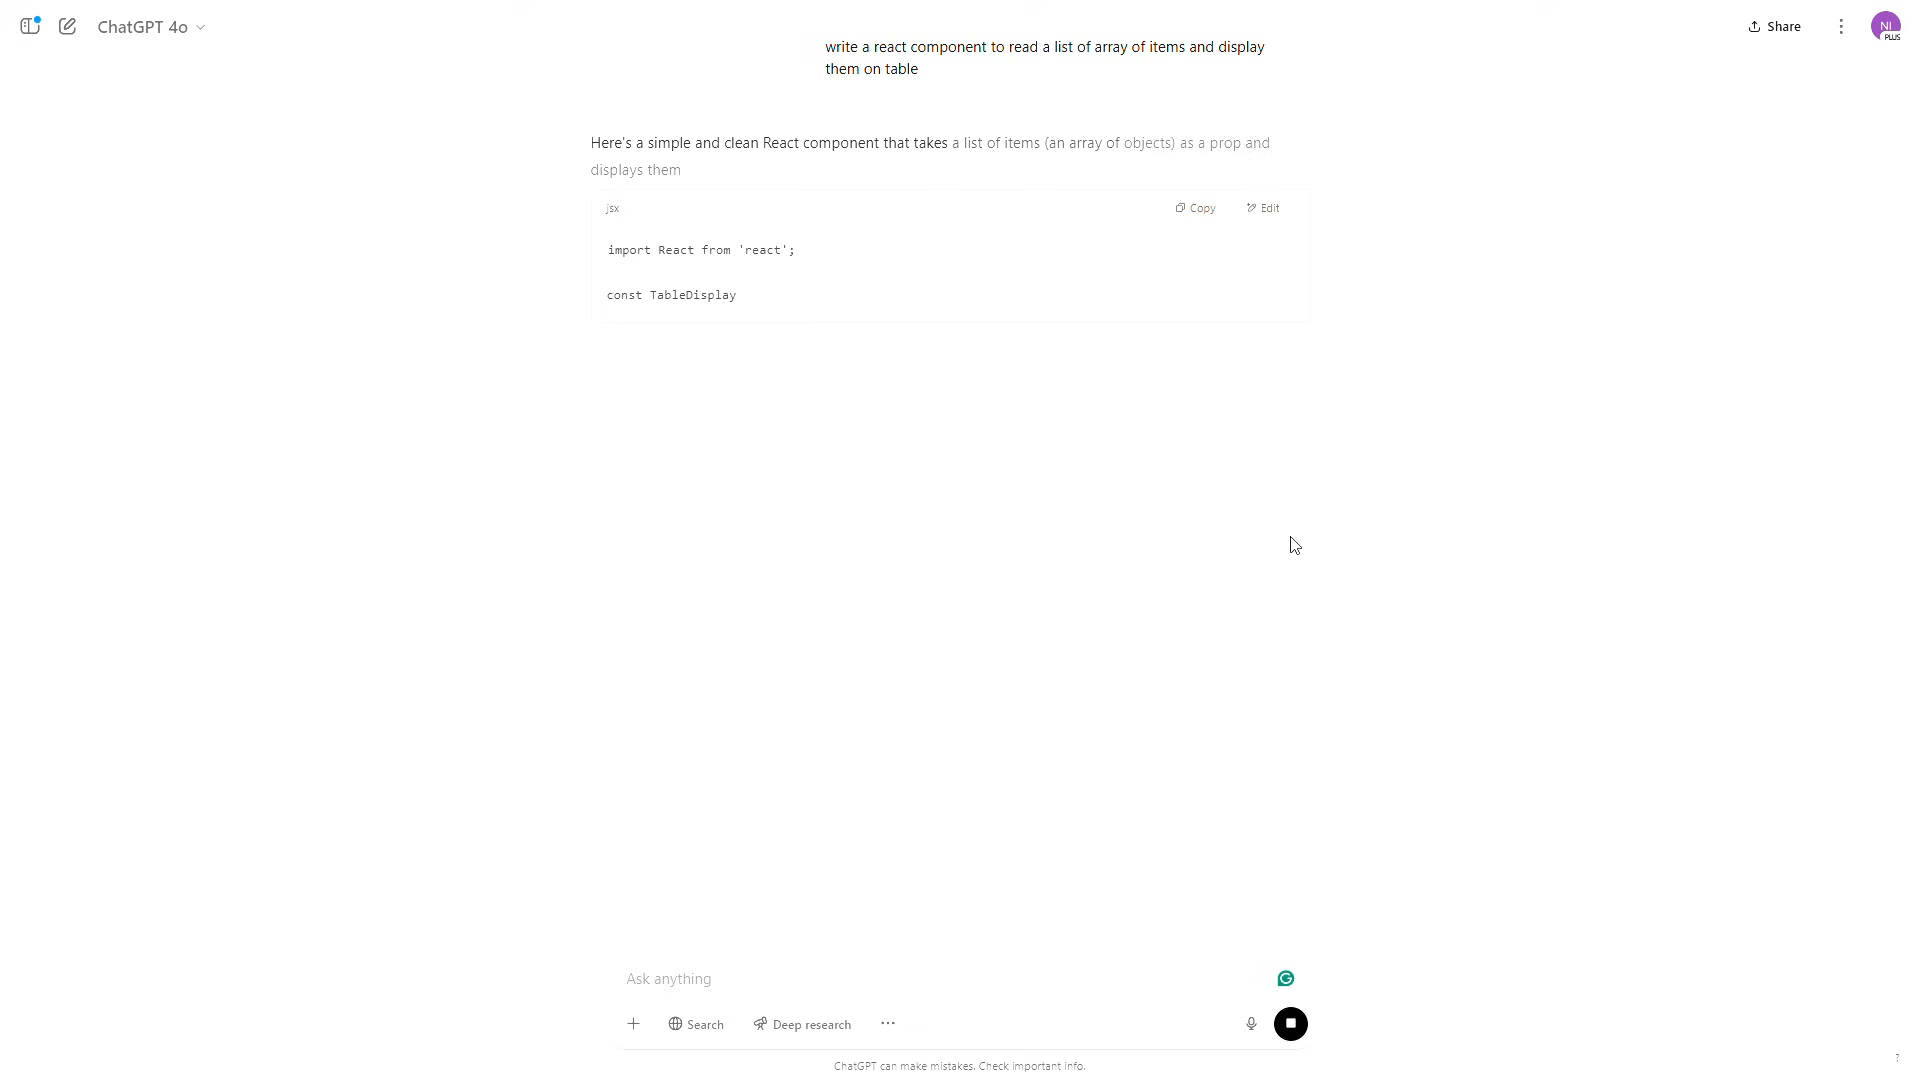 ChatGPT 4o
Share
NI
PLUS
write a react component to read a list of array of items and display
them on table
Here's a simple and clean React component that takes a list of items (an array of objects) as a prop and
displays them
jsx
Copy
Edit
import React from 'react';
const TableDisplay
Ask anything
Search
Deep research
ChatGPT can make mistakes. Check important info.
?